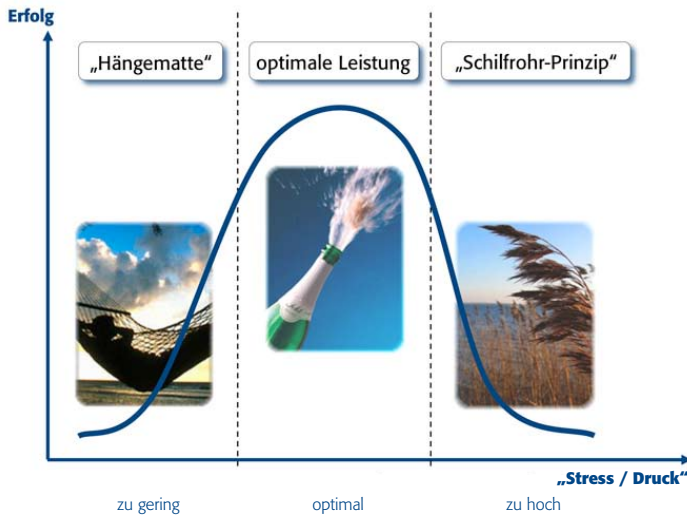 Erfolg
„Hängematte“
optimale Leistung
„Schilfrohr-Prinzip“
„Stress / Druck“
zu gering
optimal
zu hoch